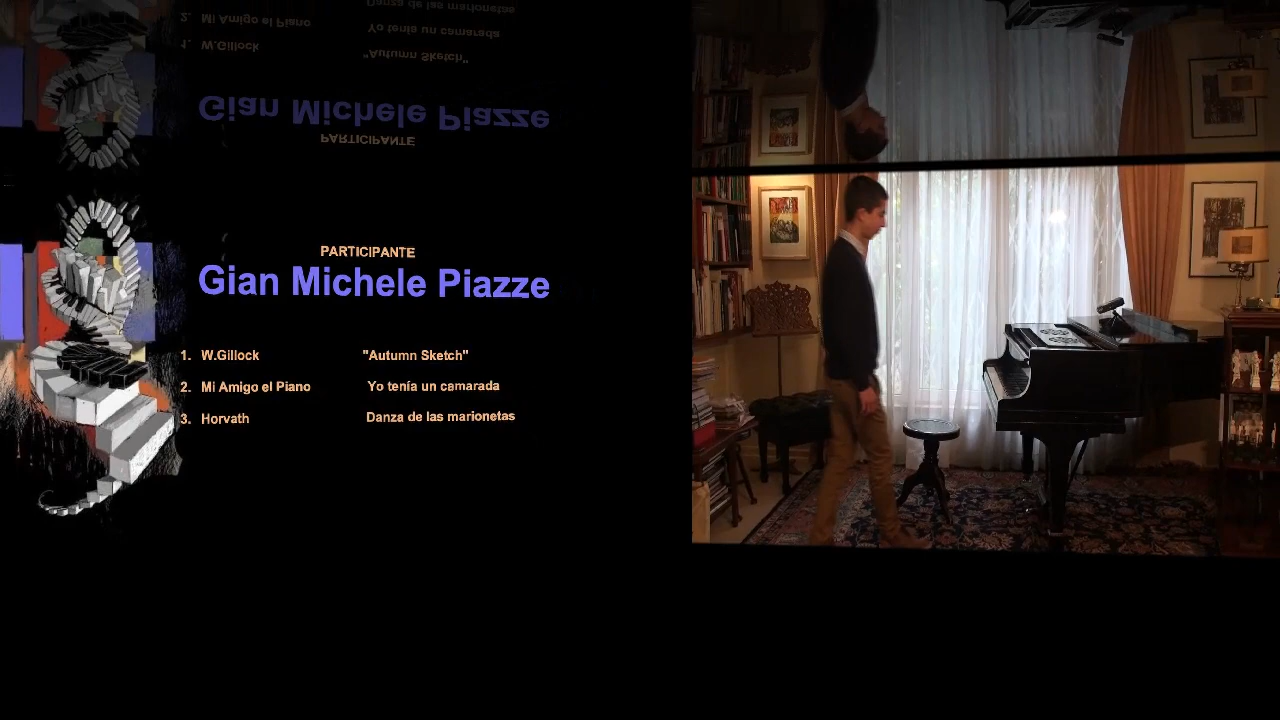 PARTICIPANTE
Gian Michele Piazze
1. W.Gillock "Autumn Sketch"
2. Mi Amigo el Piano Yo tenía un camarada
3. Horvath Danza de las marionetas